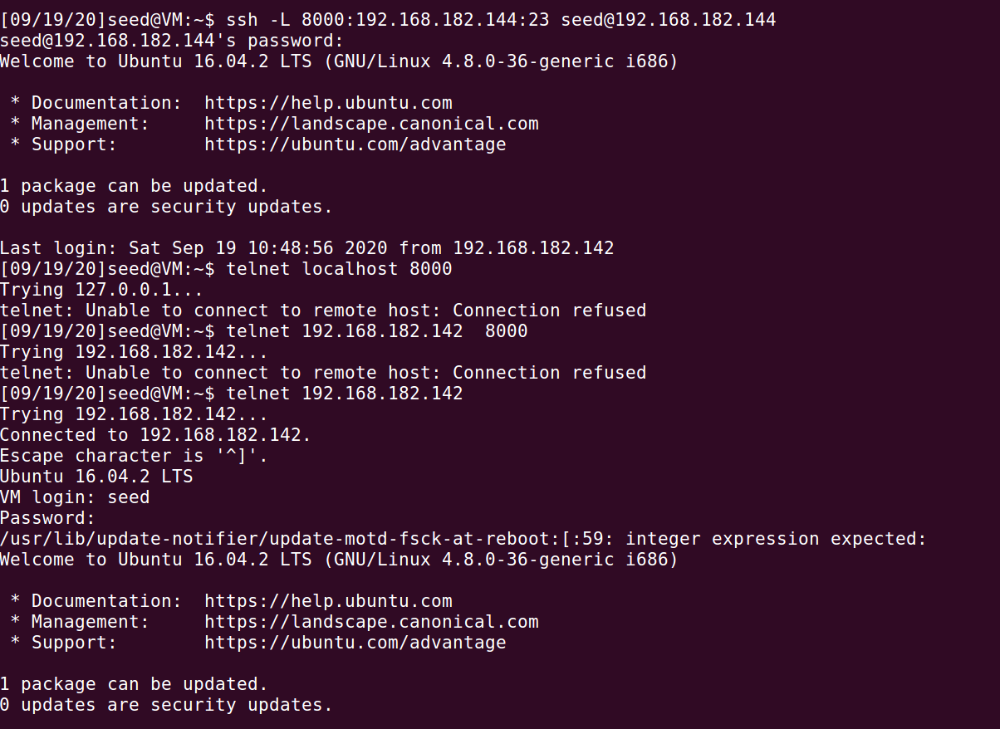 [09/19/20]seed@VM:~$ ssh -L 8000:192.168.182.144:23 seed@192.168.182.144
seed@192.168.182.144's password:
Welcome to Ubuntu 16.04.2 LTS (GNU/Linux 4.8.0-36-generic i686)
 * Documentation:  https://help.ubuntu.com
 * Management:     https://landscape.canonical.com
 * Support:        https://ubuntu.com/advantage
1 package can be updated.
0 updates are security updates.
Last login: Sat Sep 19 10:48:56 2020 from 192.168.182.142
[09/19/20]seed@VM:~$ telnet localhost 8000
Trying 127.0.0.1...
telnet: Unable to connect to remote host: Connection refused
[09/19/20]seed@VM:~$ telnet 192.168.182.142  8000
Trying 192.168.182.142...
telnet: Unable to connect to remote host: Connection refused
[09/19/20]seed@VM:~$ telnet 192.168.182.142
Trying 192.168.182.142...
Connected to 192.168.182.142.
Escape character is '^]'.
Ubuntu 16.04.2 LTS
VM login: seed
Password:
/usr/lib/update-notifier/update-motd-fsck-at-reboot:[:59: integer expression expected:
Welcome to Ubuntu 16.04.2 LTS (GNU/Linux 4.8.0-36-generic i686)
 * Documentation:  https://help.ubuntu.com
 * Management:     https://landscape.canonical.com
 * Support:        https://ubuntu.com/advantage
1 package can be updated.
0 updates are security updates.